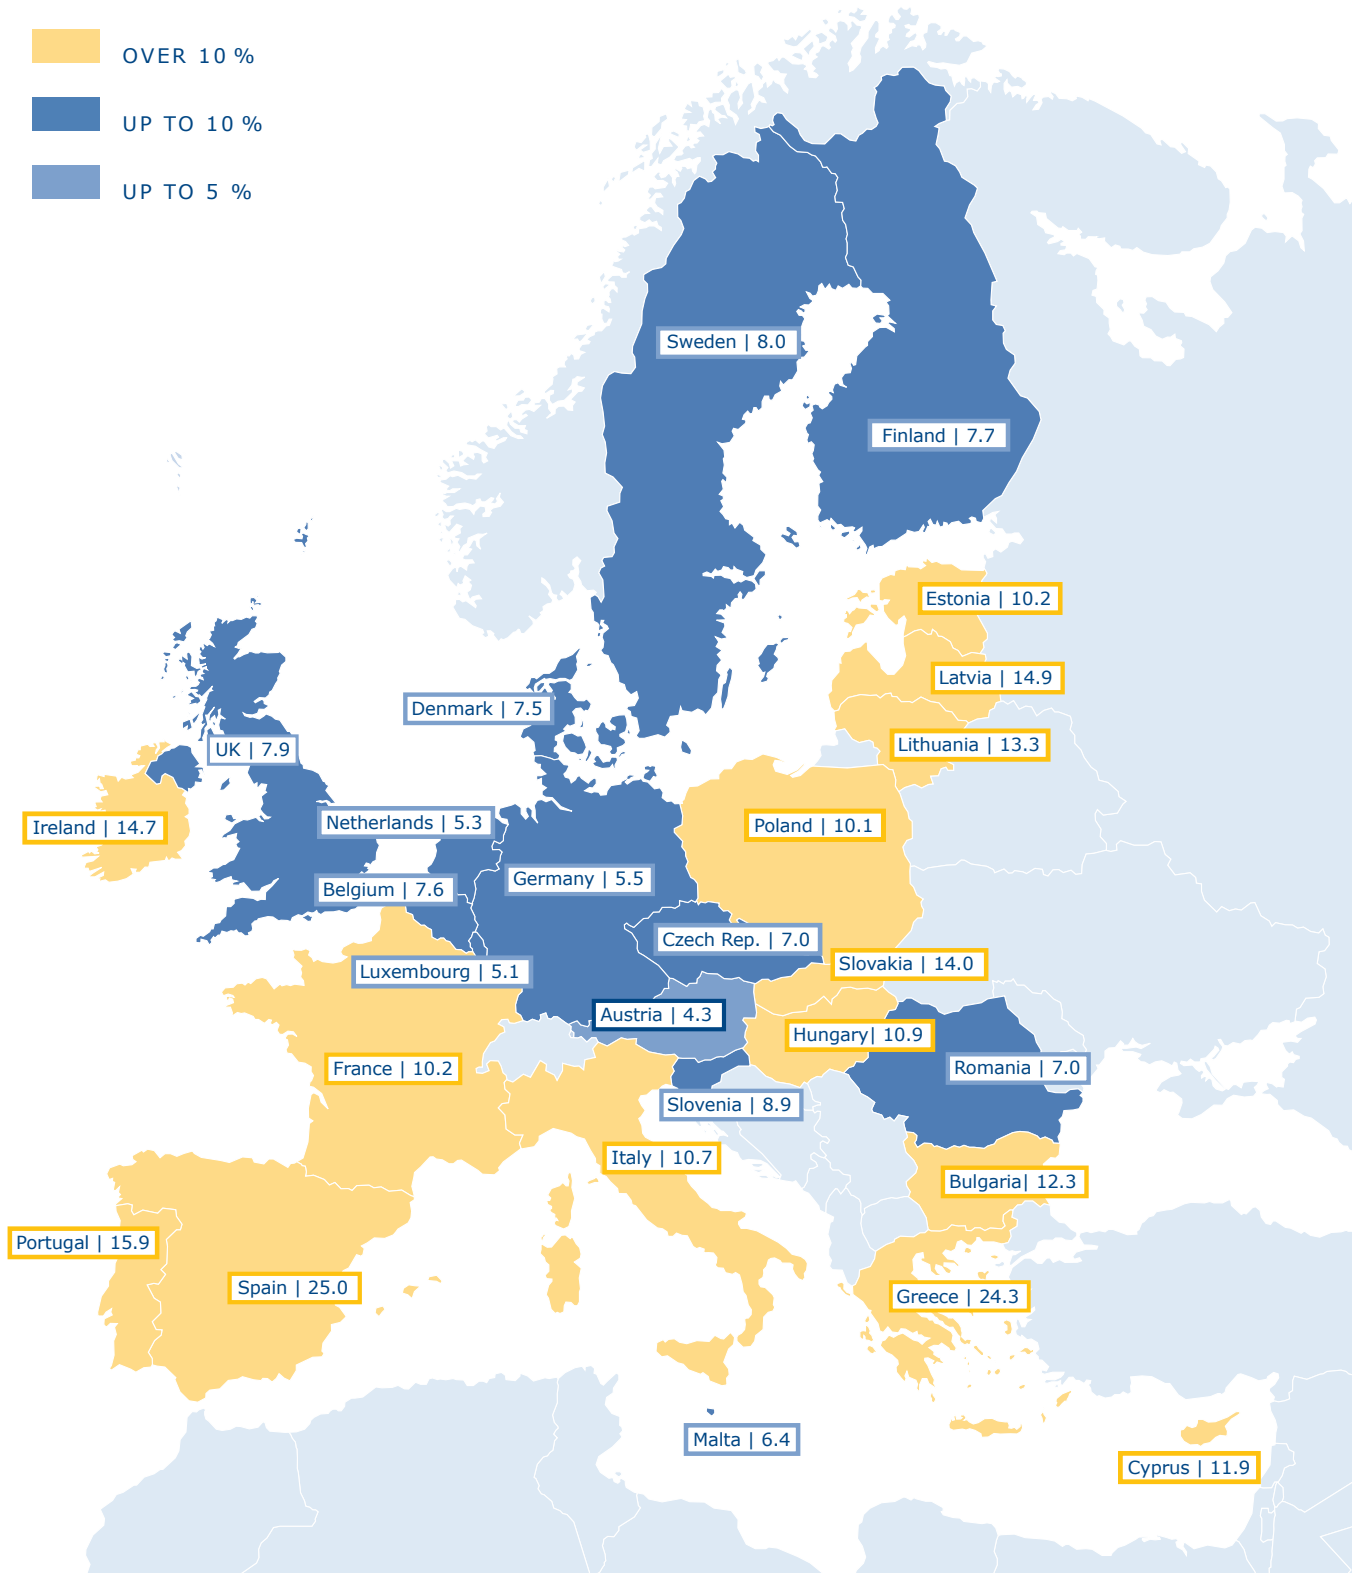 OVER 10 %
UP TO 10 %
UP TO 5 %
Sweden | 8.0
Finland | 7.7
Estonia | 10.2
Latvia | 14.9
Denmark | 7.5
Lithuania | 13.3
UK | 7.9
Netherlands | 5.3
Poland | 10.1
Ireland | 14.7
Germany | 5.5
Belgium | 7.6
Czech Rep. | 7.0
Slovakia | 14.0
Luxembourg | 5.1
Austria | 4.3
Hungary| 10.9
France | 10.2
Romania | 7.0
Slovenia | 8.9
Italy | 10.7
Bulgaria| 12.3
Portugal | 15.9
Spain | 25.0
Greece | 24.3
Malta | 6.4
Cyprus | 11.9